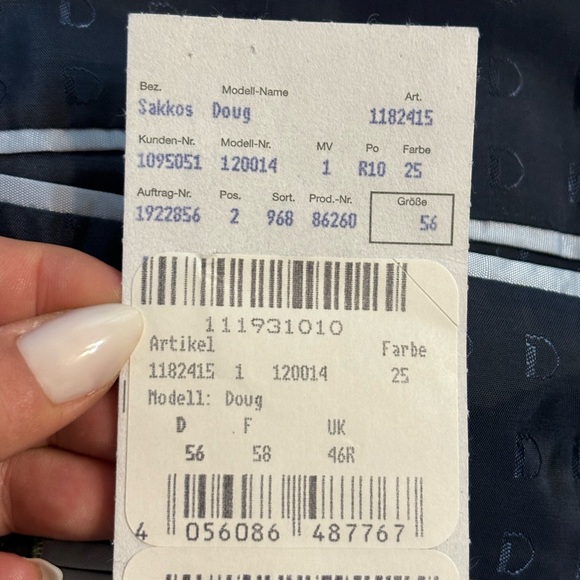 Bez. Modell-Name Art.
Sakkos Doug 1182415
Kunden-Nr. Modell-Nr. MV Po Farbe
1095051 120014 1 R10 25
Auftrag-Nr. Pos. Sort. Prod.-Nr. Größe
1922856 2 968 86260 56
111931010
Artikel Farbe
1182415 1 120014 25
Modell: Doug
D F UK
56 58 46R
4 056086 487767